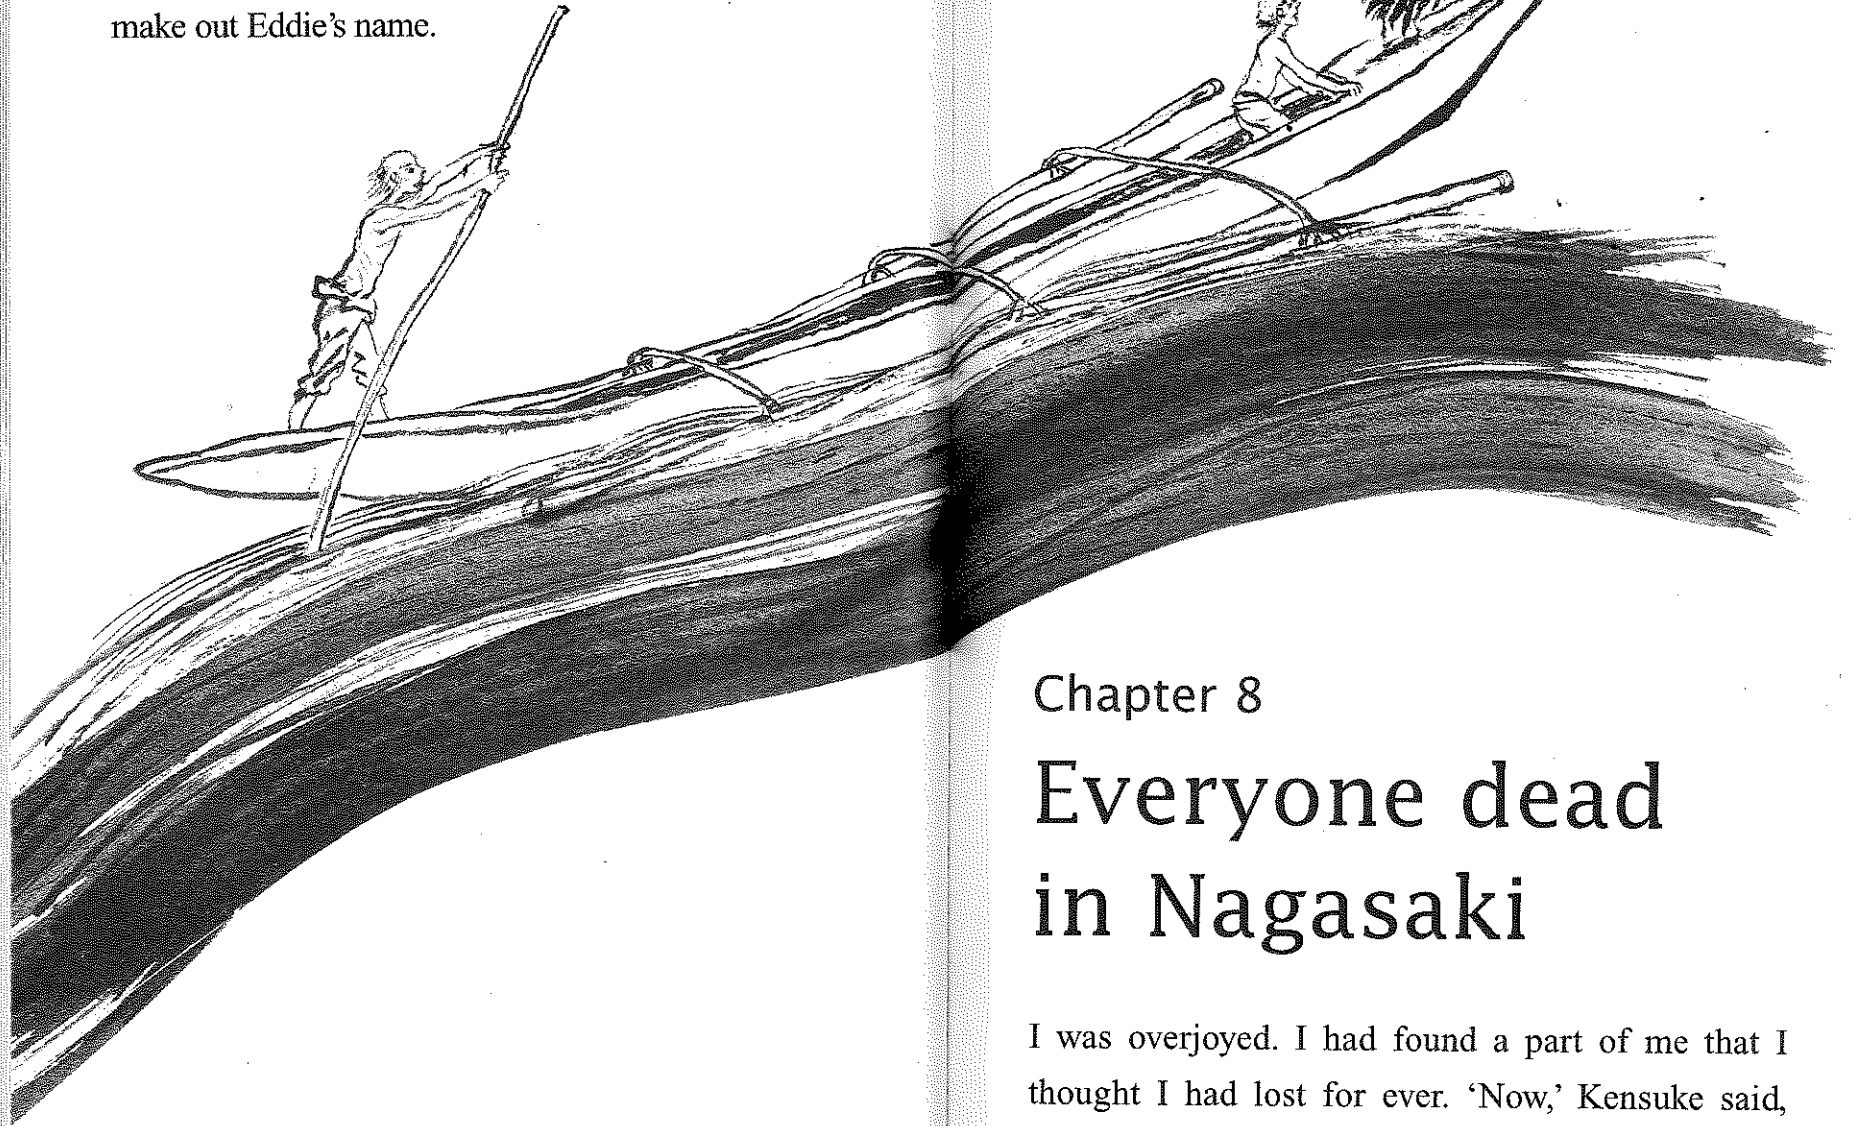 make out Eddie’s name.
Chapter 8
Everyone dead
in Nagasaki
I was overjoyed. I had found a part of me that I
thought I had lost for ever. ‘Now,’ Kensuke said,